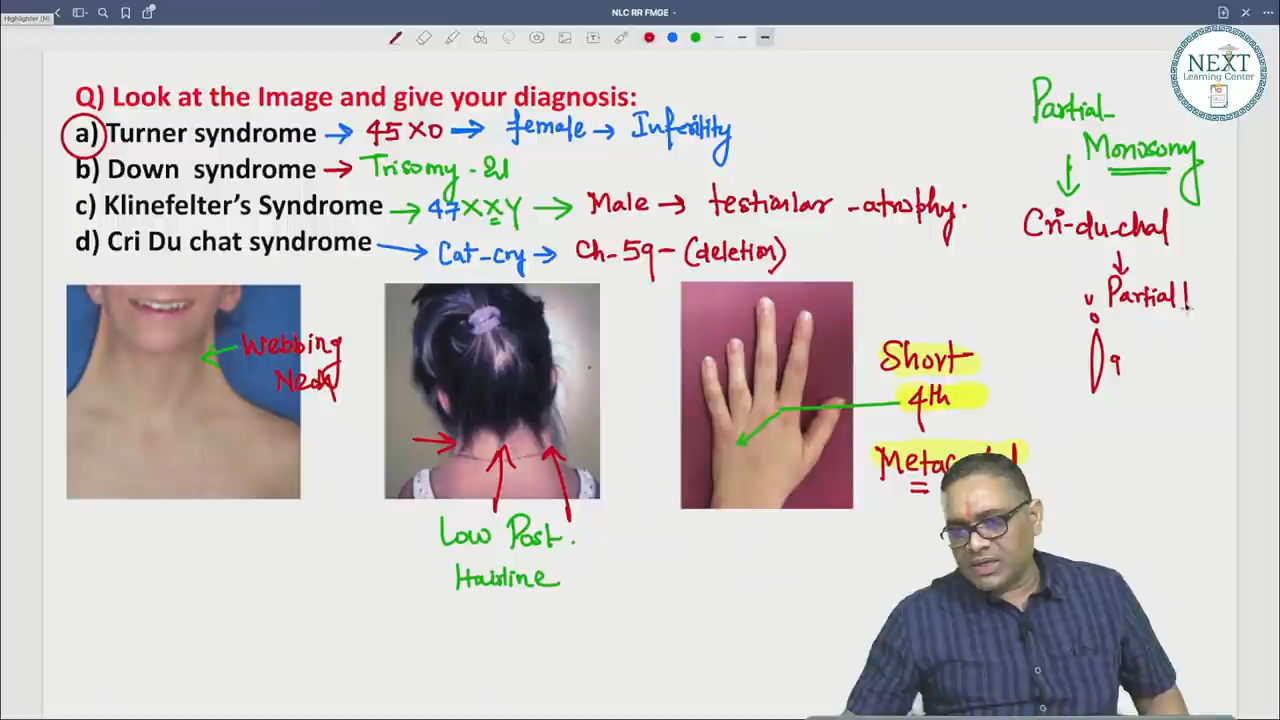 Highlighter (H)
NLC RR FMGE
NEXT
Learning Center
Q) Look at the Image and give your diagnosis:
a) Turner syndrome → 45 XO → female → Infertility
b) Down syndrome → Trisomy - 21
c) Klinefelter's Syndrome → 47XXY → Male → testicular - atrophy.
d) Cri Du chat syndrome → Cat-cry → Ch-5q- (deletion)
Partial
Monosomy
Cri-du-chat
Partial
q
Webbing
Neck
Low Post.
Hairline
Short
4th